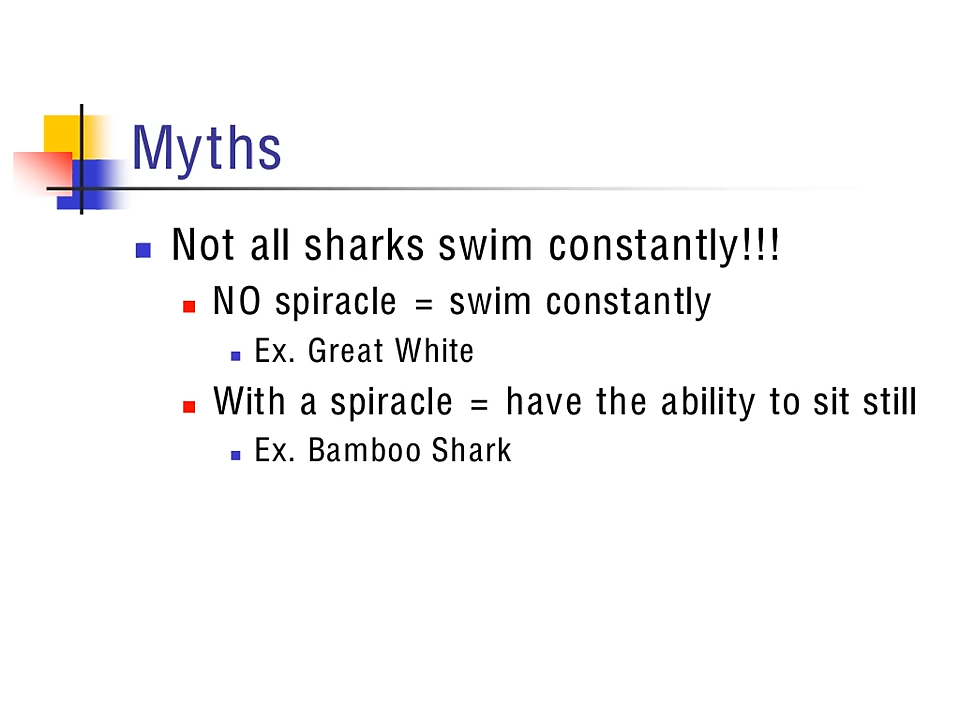 Myths
Not all sharks swim constantly!!!
NO spiracle = swim constantly
Ex. Great White
With a spiracle = have the ability to sit still
Ex. Bamboo Shark